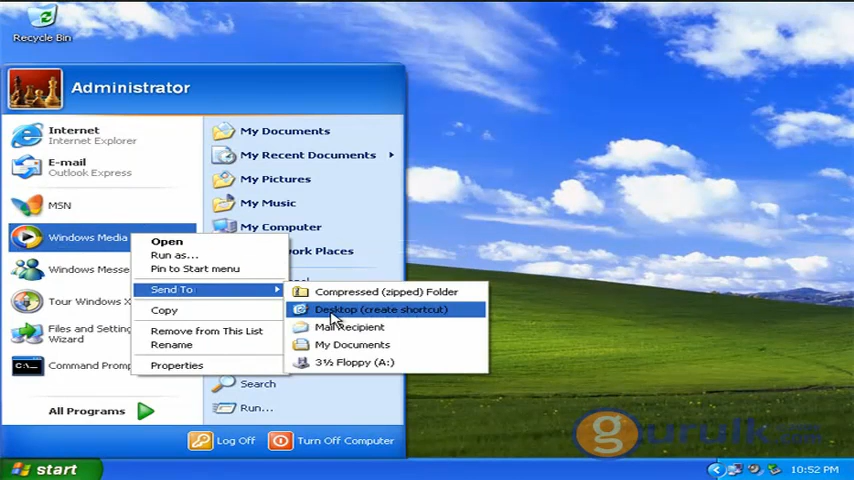 Recycle Bin
Administrator
Internet
Internet Explorer
E-mail
Outlook Express
MSN
Windows Media
Windows Messe
Tour Windows X
Files and Setting
Wizard
Command Promp
All Programs
My Documents
My Recent Documents
My Pictures
My Music
My Computer
work Places
Search
Run...
Open
Run as...
Pin to Start menu
Send To
Copy
Remove from This List
Rename
Properties
Compressed (zipped) Folder
Desktop (create shortcut)
Mail Recipient
My Documents
3½ Floppy (A:)
Log Off
Turn Off Computer
gurulk
.com
start
10:52 PM